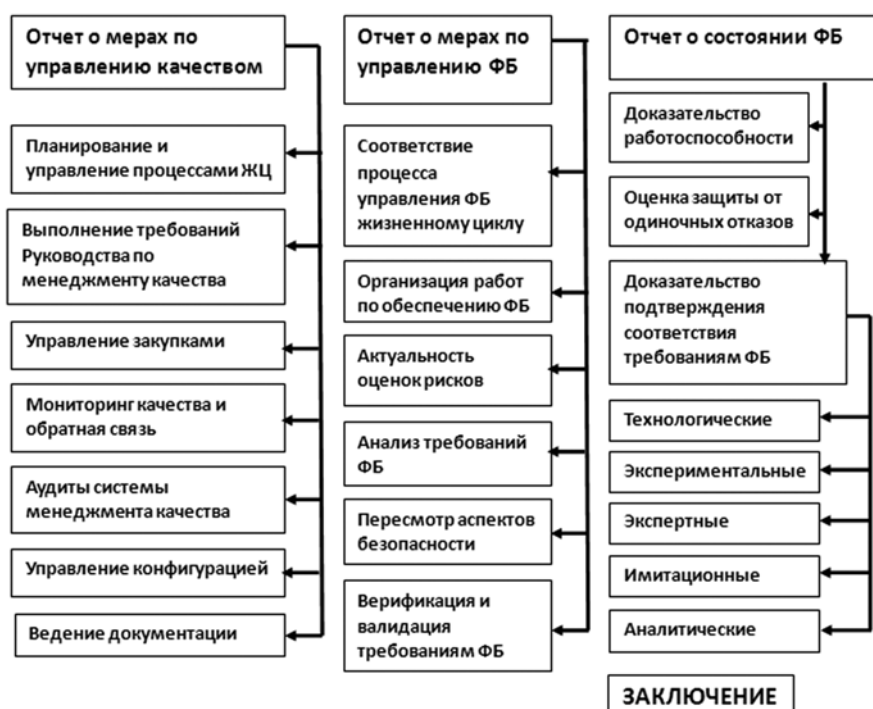 Отчет о мерах по
управлению качеством
Планирование и
управление процессами ЖЦ
Выполнение требований
Руководства по
менеджменту качества
Управление закупками
Мониторинг качества и
обратная связь
Аудиты системы
менеджмента качества
Управление конфигурацией
Ведение документации
Отчет о мерах по
управлению ФБ
Соответствие
процесса
управления ФБ
жизненному циклу
Организация работ
по обеспечению ФБ
Актуальность
оценок рисков
Анализ требований
ФБ
Пересмотр аспектов
безопасности
Верификация и
валидация
требованиям ФБ
Отчет о состоянии ФБ
Доказательство
работоспособности
Оценка защиты от
одиночных отказов
Доказательство
подтверждения
соответствия
требованиям ФБ
Технологические
Экспериментальные
Экспертные
Имитационные
Аналитические
ЗАКЛЮЧЕНИЕ